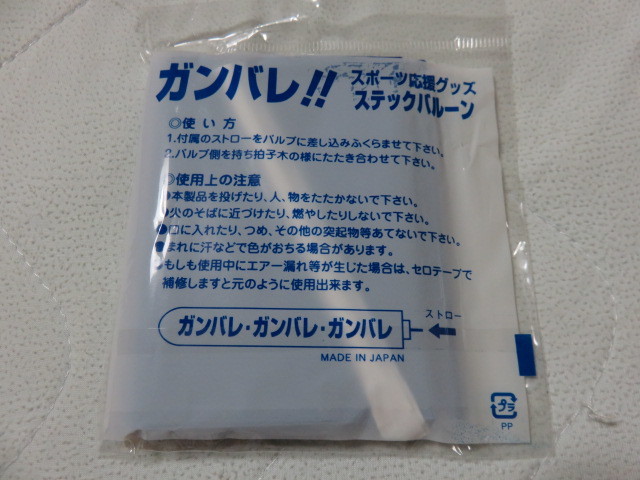 ガンバレ!!
スポーツ応援グッズ
ステックバルーン
◎使い方
1.付属のストローをバルブに差し込みふくらませて下さい。
2.バルブ側を持ち拍子木の様にたたき合わせて下さい。
◎使用上の注意
●本製品を投げたり、人、物をたたかないで下さい。
●火のそばに近づけたり、燃やしたりしないで下さい。
●口に入れたり、つめ、その他の突起物等あてないで下さい。
●まれに汗などで色がおちる場合があります。
●もしも使用中にエアー漏れ等が生じた場合は、セロテープで
補修しますと元のように使用出来ます。
ガンバレ・ガンバレ・ガンバレ
ストロー
MADE IN JAPAN
プラ
PP